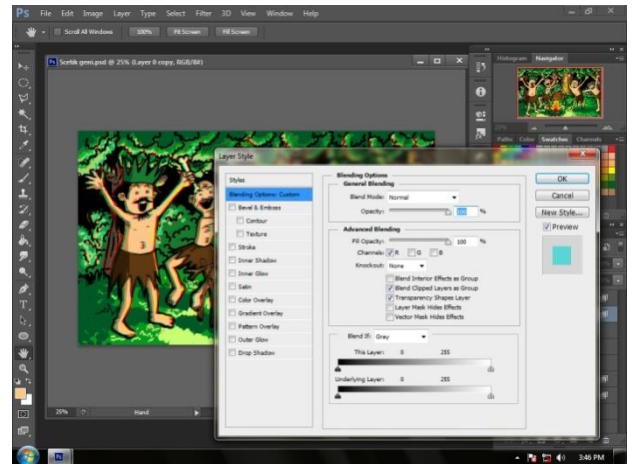 Ps File Edit Image Layer Type Select Filter 3D View Window Help
Scroll All Windows 100% Fit Screen Fill Screen
Scetik geni.psd @ 25% (Layer 0 copy, RGB/8#)
Histogram Navigator
Paths Color Swatches Channels
Layer Style
Styles
Blending Options: Custom
Bevel & Emboss
Contour
Texture
Stroke
Inner Shadow
Inner Glow
Satin
Color Overlay
Gradient Overlay
Pattern Overlay
Outer Glow
Drop Shadow
Blending Options
General Blending
Blend Mode: Normal
Opacity: 100 %
Advanced Blending
Fill Opacity: 100 %
Channels: R G B
Knockout: None
Blend Interior Effects as Group
Blend Clipped Layers as Group
Transparency Shapes Layer
Layer Mask Hides Effects
Vector Mask Hides Effects
Blend If: Gray
This Layer: 0 255
Underlying Layer: 0 255
OK
Cancel
New Style...
Preview
25% Hand
Ps
3:46 PM